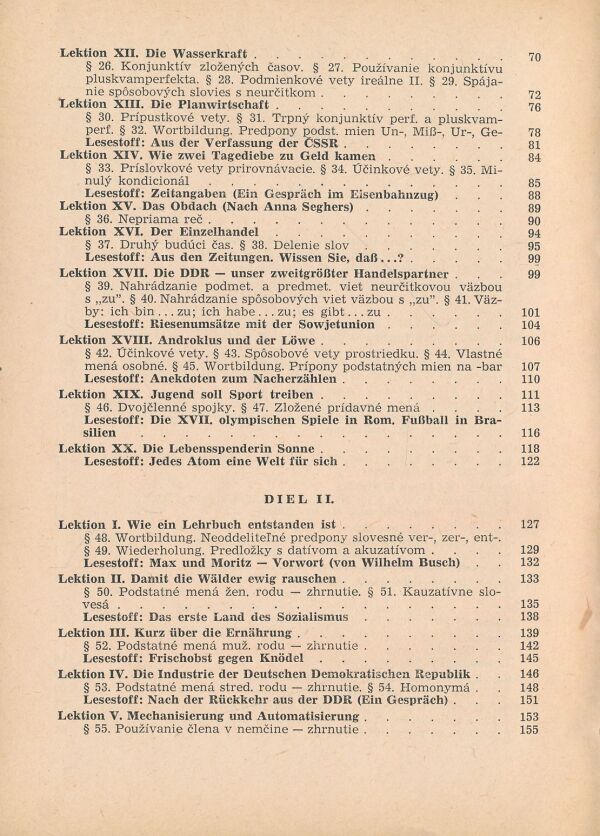 Lektion XII. Die Wasserkraft . . . . . . . . . . . 70
§ 26. Konjunktív zložených časov. § 27. Používanie konjunktívu
pluskvamperfekta. § 28. Podmienkové vety ireálne II. § 29. Spája-
nie spôsobových slovies s neurčitkom . . . . . . . . 72
Lektion XIII. Die Planwirtschaft . . . . . . . . . . 76
§ 30. Prípustkové vety. § 31. Trpný konjunktív perf. a pluskvam-
perf. § 32. Wortbildung. Predpony podst. mien Un-, Miß-, Ur-, Ge- 78
Lesestoff: Aus der Verfassung der ČSSR . . . . . . . 81
Lektion XIV. Wie zwei Tagediebe zu Geld kamen . . . . . 84
§ 33. Príslovkové vety prirovnávacie. § 34. Účinkové vety. § 35. Mi-
nulý kondicionál . . . . . . . . . . . . . 85
Lesestoff: Zeitangaben (Ein Gespräch im Eisenbahnzug) . . . 88
Lektion XV. Das Obdach (Nach Anna Seghers) . . . . . . 89
§ 36. Nepriama reč . . . . . . . . . . . . 90
Lektion XVI. Der Einzelhandel . . . . . . . . . . 94
§ 37. Druhý budúci čas. § 38. Delenie slov . . . . . . 95
Lesestoff: Aus den Zeitungen. Wissen Sie, daß...? . . . . 99
Lektion XVII. Die DDR — unser zweitgrößter Handelspartner . . . 99
§ 39. Nahrádzanie podmet. a predmet. viet neurčitkovou väzbou
s „zu". § 40. Nahrádzanie spôsobových viet väzbou s „zu". § 41. Väz-
by: ich bin ... zu; ich habe ... zu; es gibt ... zu . . . . . 101
Lesestoff: Riesenumsätze mit der Sowjetunion . . . . . 104
Lektion XVIII. Androklus und der Löwe . . . . . . . 106
§ 42. Účinkové vety. § 43. Spôsobové vety prostriedku. § 44. Vlastné
mená osobné. § 45. Wortbildung. Prípony podstatných mien na -bar 107
Lesestoff: Anekdoten zum Nacherzählen . . . . . . . 110
Lektion XIX. Jugend soll Sport treiben . . . . . . . . 111
§ 46. Dvojčlenné spojky. § 47. Zložené prídavné mená . . . 113
Lesestoff: Die XVII. olympischen Spiele in Rom. Fußball in Bra-
silien . . . . . . . . . . . . . . . 116
Lektion XX. Die Lebensspenderin Sonne . . . . . . . 118
Lesestoff: Jedes Atom eine Welt für sich . . . . . . . 122
DIEL II.
Lektion I. Wie ein Lehrbuch entstanden ist . . . . . . . 127
§ 48. Wortbildung. Neoddeliteľné predpony slovesné ver-, zer-, ent-.
§ 49. Wiederholung. Predložky s datívom a akuzatívom . . . 129
Lesestoff: Max und Moritz — Vorwort (von Wilhelm Busch) . . 132
Lektion II. Damit die Wälder ewig rauschen . . . . . . 133
§ 50. Podstatné mená žen. rodu — zhrnutie. § 51. Kauzatívne slo-
vesá . . . . . . . . . . . . . . . 135
Lesestoff: Das erste Land des Sozialismus . . . . . . 138
Lektion III. Kurz über die Ernährung . . . . . . . . 139
§ 52. Podstatné mená muž. rodu — zhrnutie . . . . . 142
Lesestoff: Frischobst gegen Knödel . . . . . . . . 145
Lektion IV. Die Industrie der Deutschen Demokratischen Republik . . 146
§ 53. Podstatné mená stred. rodu — zhrnutie. § 54. Homonymá . . 148
Lesestoff: Nach der Rückkehr aus der DDR (Ein Gespräch) . . . 151
Lektion V. Mechanisierung und Automatisierung . . . . . . 153
§ 55. Používanie člena v nemčine — zhrnutie . . . . . 155